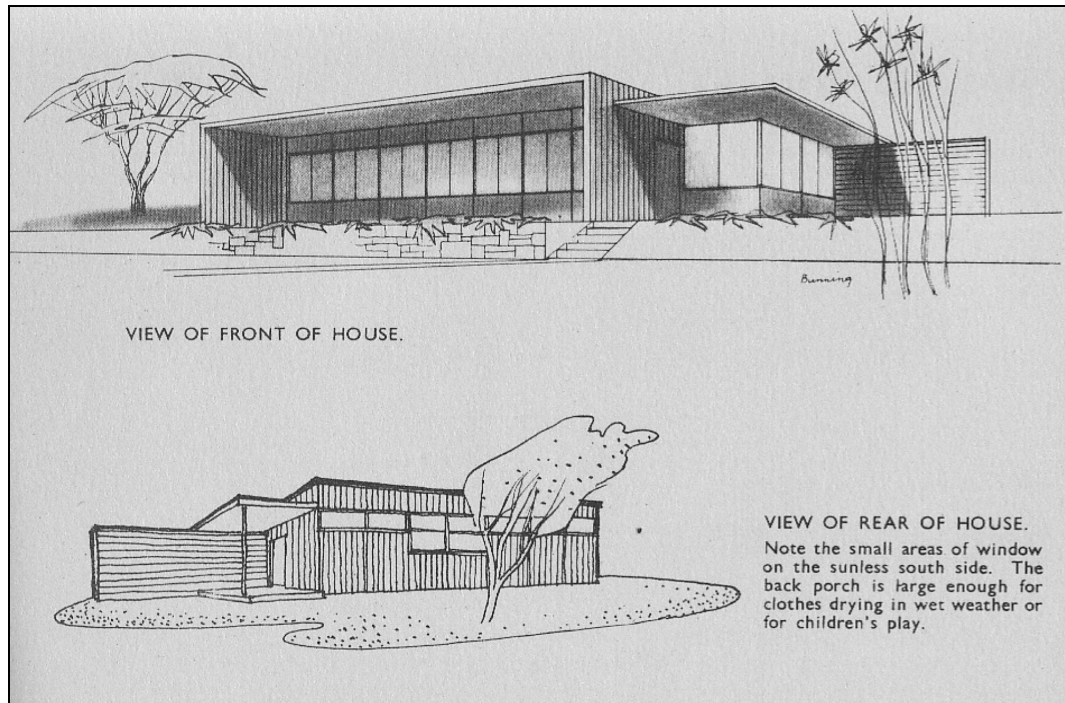 Bunning
VIEW OF FRONT OF HOUSE.
VIEW OF REAR OF HOUSE.
Note the small areas of window
on the sunless south side. The
back porch is large enough for
clothes drying in wet weather or
for children's play.